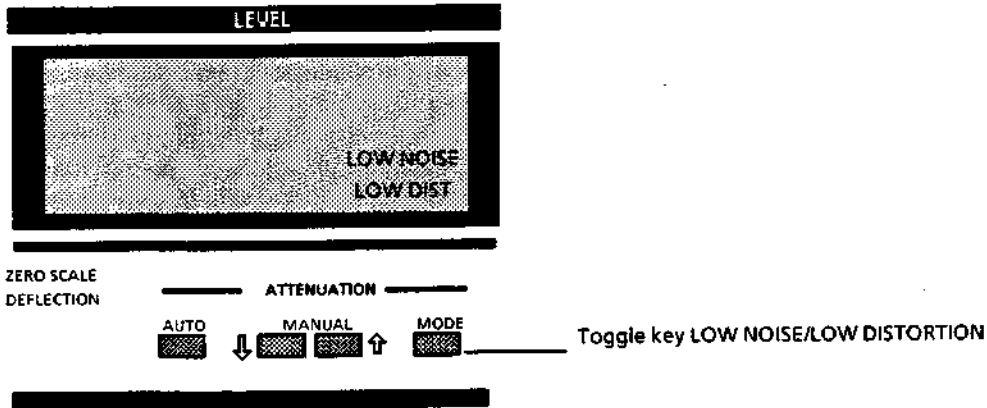 LEVEL
LOW NOISE
LOW DIST
ZERO SCALE
DEFLECTION
ATTENUATION
AUTO
MANUAL
MODE
Toggle key LOW NOISE/LOW DISTORTION